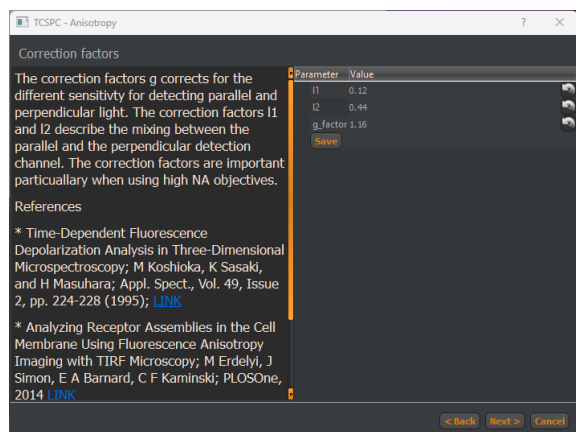 TCSPC - Anisotropy
?
Correction factors
The correction factors g corrects for the
different sensitivty for detecting parallel and
perpendicular light. The correction factors l1
and l2 describe the mixing between the
parallel and the perpendicular detection
channel. The correction factors are important
particuallary when using high NA objectives.
References
* Time-Dependent Fluorescence
Depolarization Analysis in Three-Dimensional
Microspectroscopy; M Koshioka, K Sasaki,
and H Masuhara; Appl. Spect., Vol. 49, Issue
2, pp. 224-228 (1995); LINK
* Analyzing Receptor Assemblies in the Cell
Membrane Using Fluorescence Anisotropy
Imaging with TIRF Microscopy; M Erdelyi, J
Simon, E A Barnard, C F Kaminski; PLOSOne,
2014 LINK
Parameter Value
l1 0.12
l2 0.44
g_factor 1.16
Save
< Back Next > Cancel